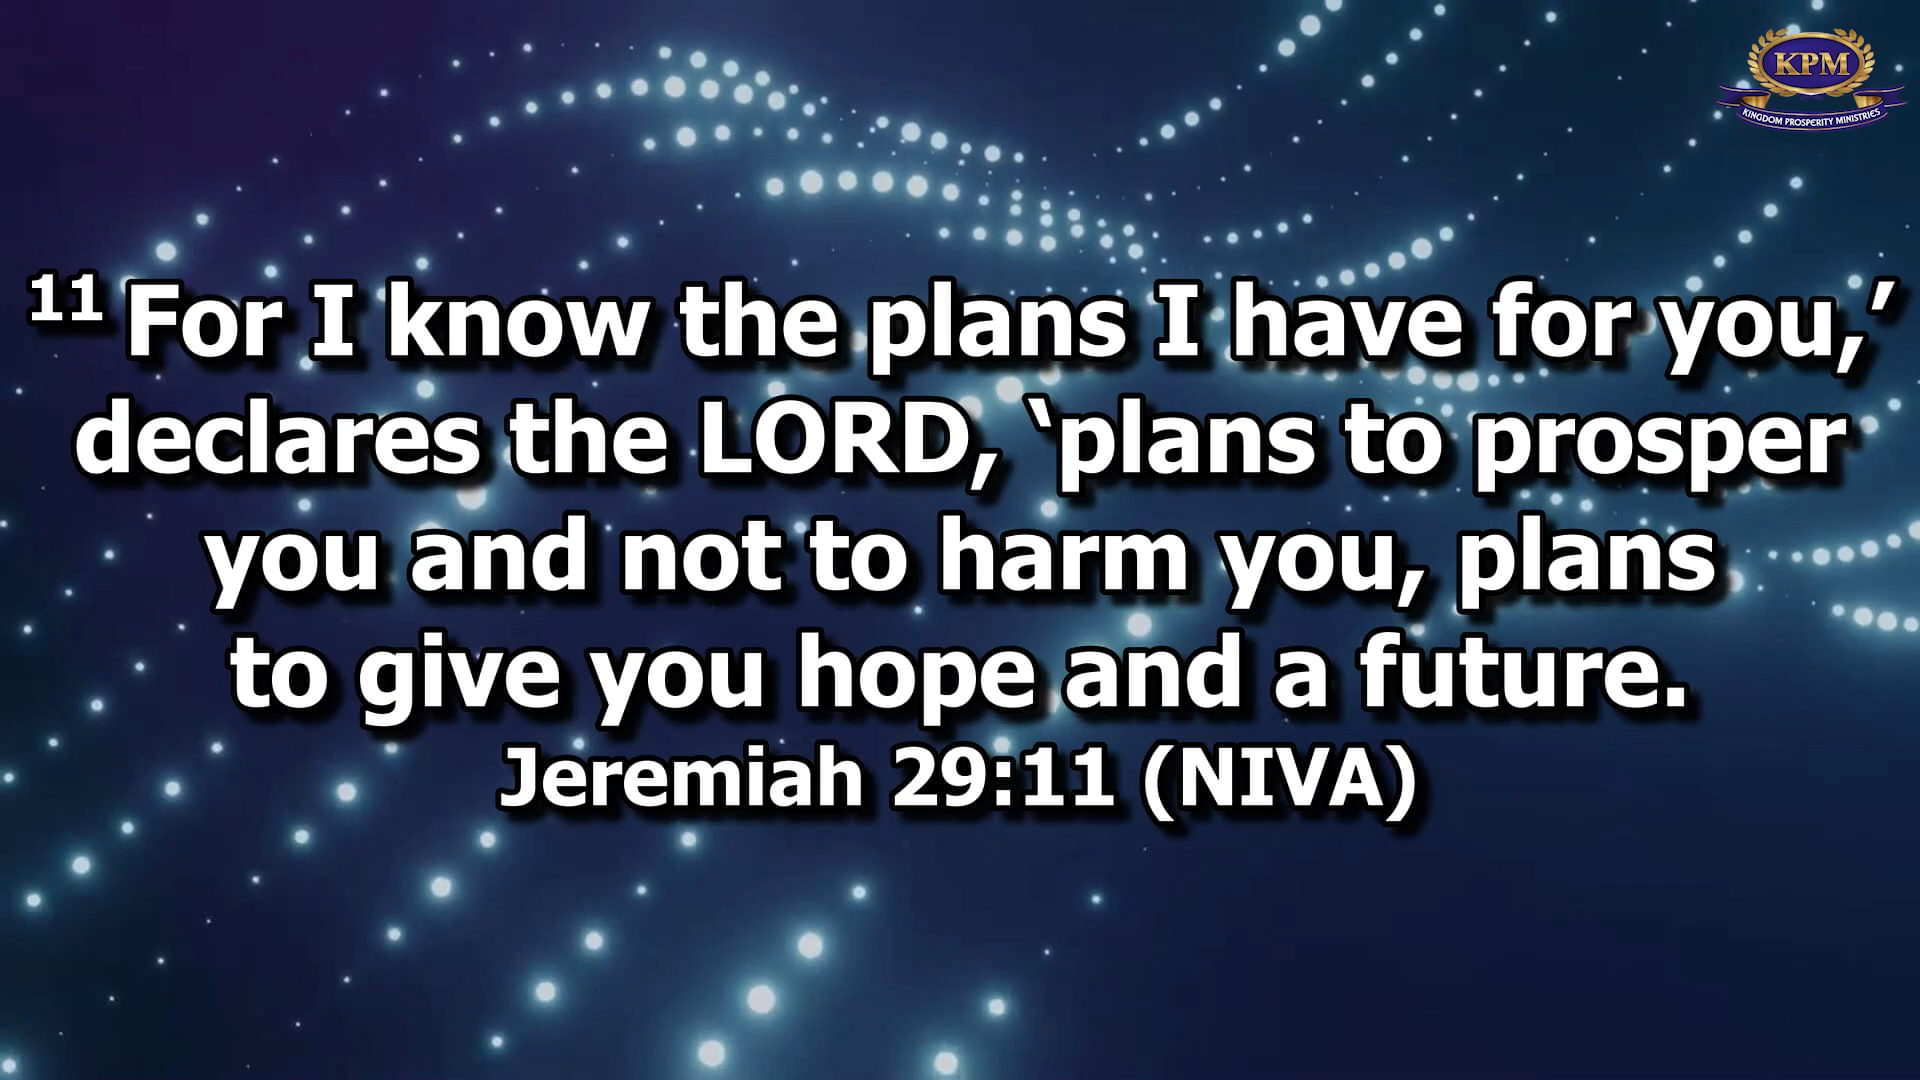 KPM
KINGDOM PROSPERITY MINISTRIES
11 For I know the plans I have for you,’
declares the LORD, ‘plans to prosper
you and not to harm you, plans
to give you hope and a future.
Jeremiah 29:11 (NIVA)